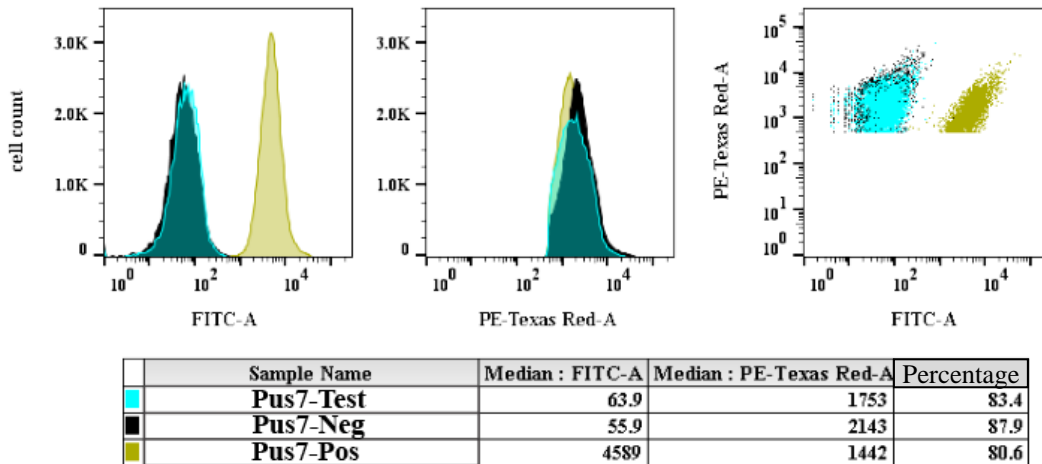 cell count
3.0K
2.0K
1.0K
0
10^0 10^2 10^4
FITC-A
3.0K
2.0K
1.0K
0
10^0 10^2 10^4
PE-Texas Red-A
PE-Texas Red-A
10^5
10^4
10^3
10^2
10^1
10^0
10^0 10^2 10^4
FITC-A
Sample Name Median : FITC-A Median : PE-Texas Red-A Percentage
Pus7-Test 63.9 1753 83.4
Pus7-Neg 55.9 2143 87.9
Pus7-Pos 4589 1442 80.6